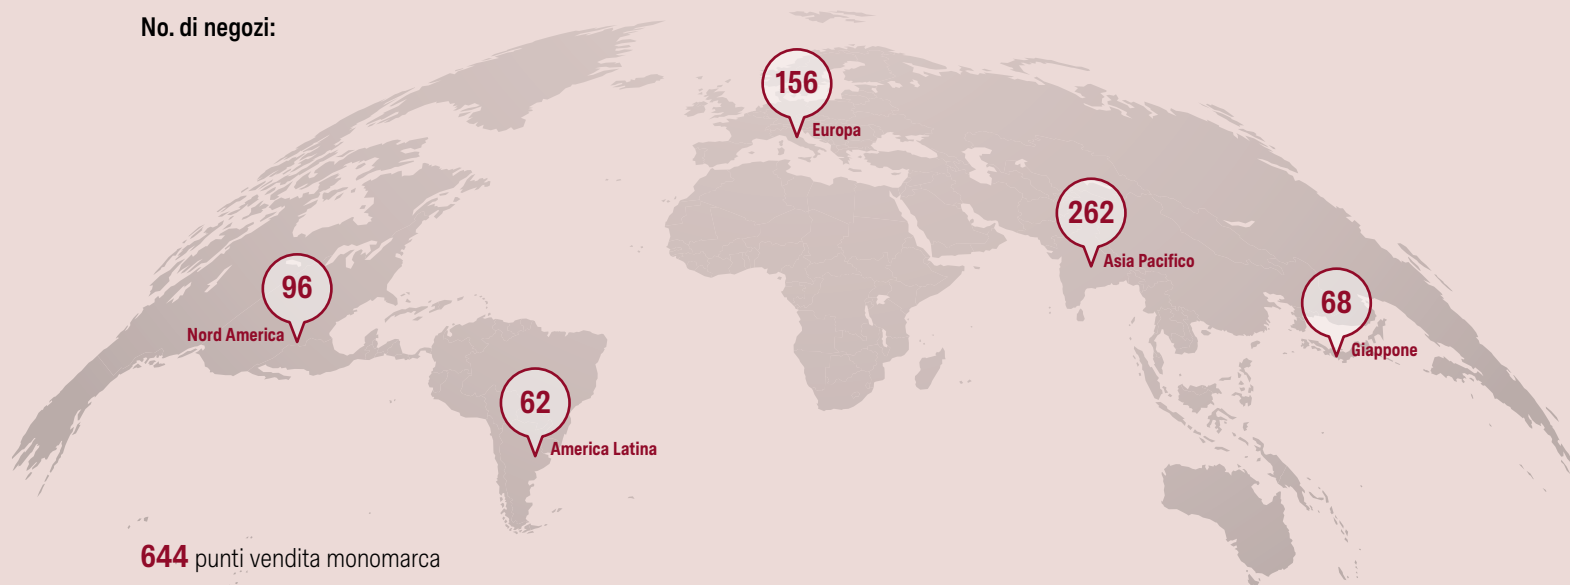 No. di negozi:
156
Europa
262
Asia Pacifico
96
Nord America
68
Giappone
62
America Latina
644 punti vendita monomarca